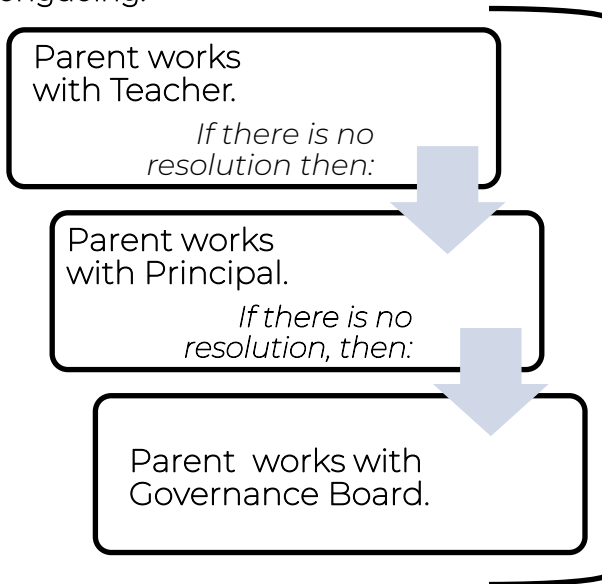 Parent works
with Teacher.
If there is no
resolution then:
Parent works
with Principal.
If there is no
resolution, then:
Parent  works with
Governance Board.